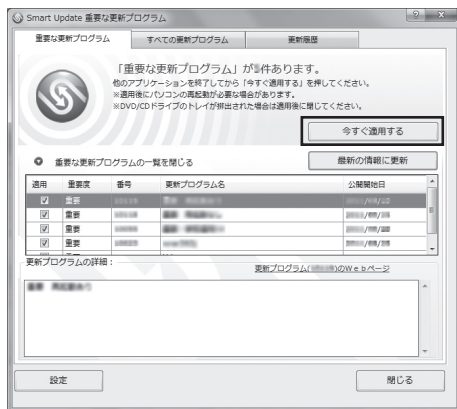 Smart Update 重要な更新プログラム
重要な更新プログラム すべての更新プログラム 更新履歴
「重要な更新プログラム」が 件あります。
他のアプリケーションを終了してから「今すぐ適用する」を押してください。
※適用後にパソコンの再起動が必要な場合があります。
※DVD/CDドライブのトレイが排出された場合は適用後に閉じてください。
今すぐ適用する
重要な更新プログラムの一覧を閉じる 最新の情報に更新
適用 重要度 番号 更新プログラム名 公開開始日
重要
重要
重要
重要
更新プログラムの詳細：
更新プログラム( )のWebページ
設定 閉じる